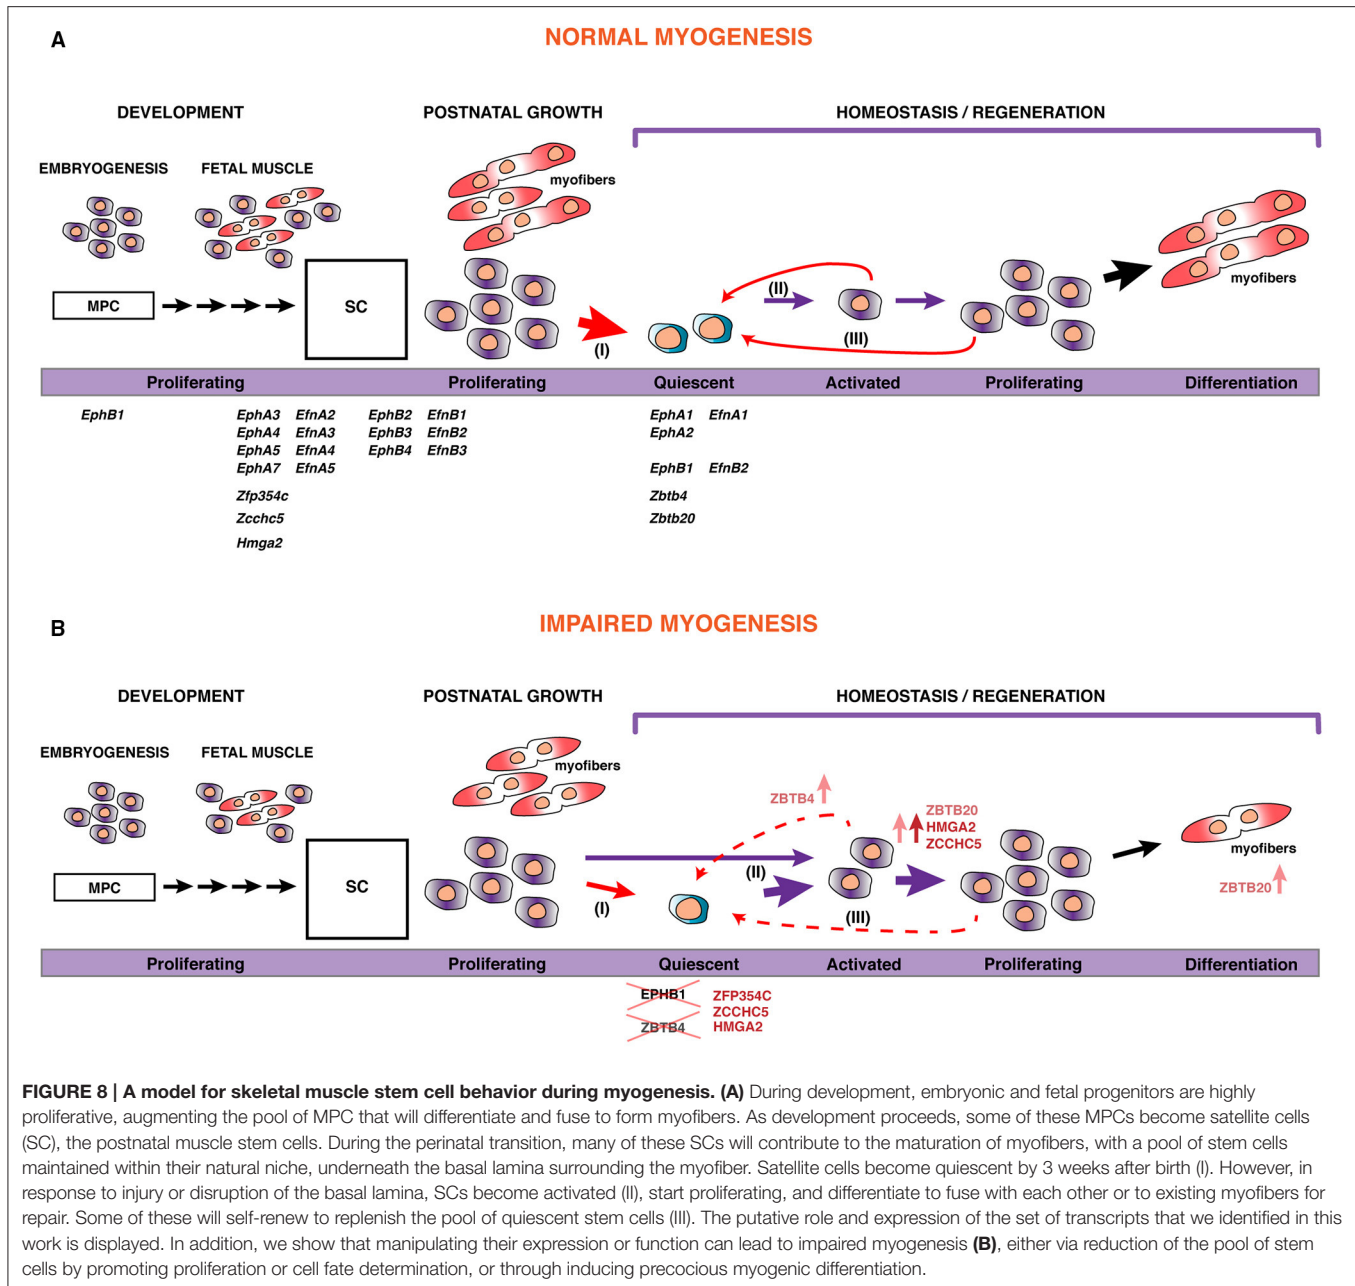 A
NORMAL MYOGENESIS
DEVELOPMENT
POSTNATAL GROWTH
HOMEOSTASIS / REGENERATION
EMBRYOGENESIS
FETAL MUSCLE
myofibers
myofibers
MPC
SC
(I)
(II)
(III)
Proliferating
Proliferating
Quiescent
Activated
Proliferating
Differentiation
EphB1
EphA3 EfnA2 EphB2 EfnB1
EphA4 EfnA3 EphB3 EfnB2
EphA5 EfnA4 EphB4 EfnB3
EphA7 EfnA5
Zfp354c
Zcchc5
Hmga2
EphA1 EfnA1
EphA2
EphB1 EfnB2
Zbtb4
Zbtb20
B
IMPAIRED MYOGENESIS
DEVELOPMENT
POSTNATAL GROWTH
HOMEOSTASIS / REGENERATION
EMBRYOGENESIS
FETAL MUSCLE
myofibers
ZBTB4
ZBTB20
HMGA2
ZCCHC5
myofibers
ZBTB20
MPC
SC
(I)
(II)
(III)
Proliferating
Proliferating
Quiescent
Activated
Proliferating
Differentiation
EPHB1
ZBTB4
ZFP354C
ZCCHC5
HMGA2
FIGURE 8 | A model for skeletal muscle stem cell behavior during myogenesis. (A) During development, embryonic and fetal progenitors are highly
proliferative, augmenting the pool of MPC that will differentiate and fuse to form myofibers. As development proceeds, some of these MPCs become satellite cells
(SC), the postnatal muscle stem cells. During the perinatal transition, many of these SCs will contribute to the maturation of myofibers, with a pool of stem cells
maintained within their natural niche, underneath the basal lamina surrounding the myofiber. Satellite cells become quiescent by 3 weeks after birth (I). However, in
response to injury or disruption of the basal lamina, SCs become activated (II), start proliferating, and differentiate to fuse with each other or to existing myofibers for
repair. Some of these will self-renew to replenish the pool of quiescent stem cells (III). The putative role and expression of the set of transcripts that we identified in this
work is displayed. In addition, we show that manipulating their expression or function can lead to impaired myogenesis (B), either via reduction of the pool of stem
cells by promoting proliferation or cell fate determination, or through inducing precocious myogenic differentiation.